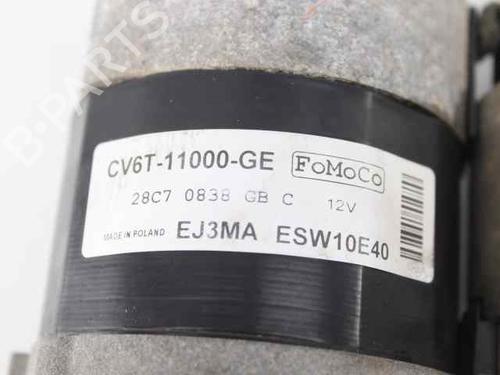 CV6T-11000-GE FoMoCo
28C7 0838 GB C 12V
MADE IN POLAND EJ3MA ESW10E40
B-PARTS